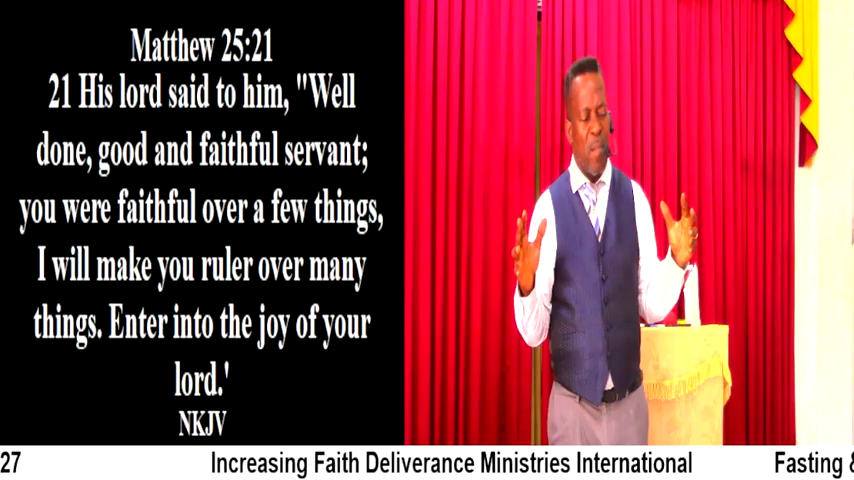 Matthew 25:21
21 His lord said to him, "Well
done, good and faithful servant;
you were faithful over a few things,
I will make you ruler over many
things. Enter into the joy of your
lord.'
NKJV
27 Increasing Faith Deliverance Ministries International Fasting &